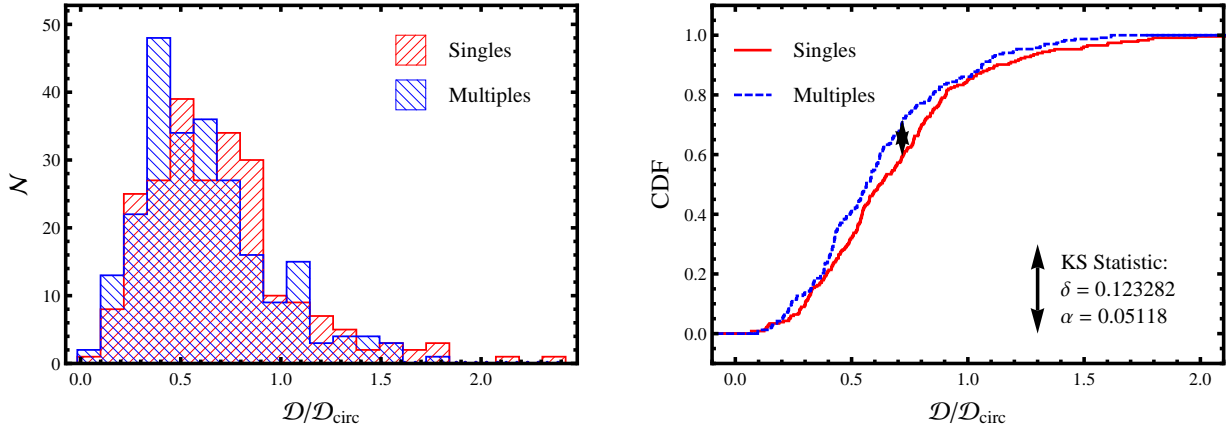 50
40
30
20
10
0
0.0 0.5 1.0 1.5 2.0
𝒩
𝒟/𝒟circ
Singles
Multiples
1.0
0.8
0.6
0.4
0.2
0.0
0.0 0.5 1.0 1.5 2.0
CDF
𝒟/𝒟circ
Singles
Multiples
KS Statistic:
δ = 0.123282
α = 0.05118